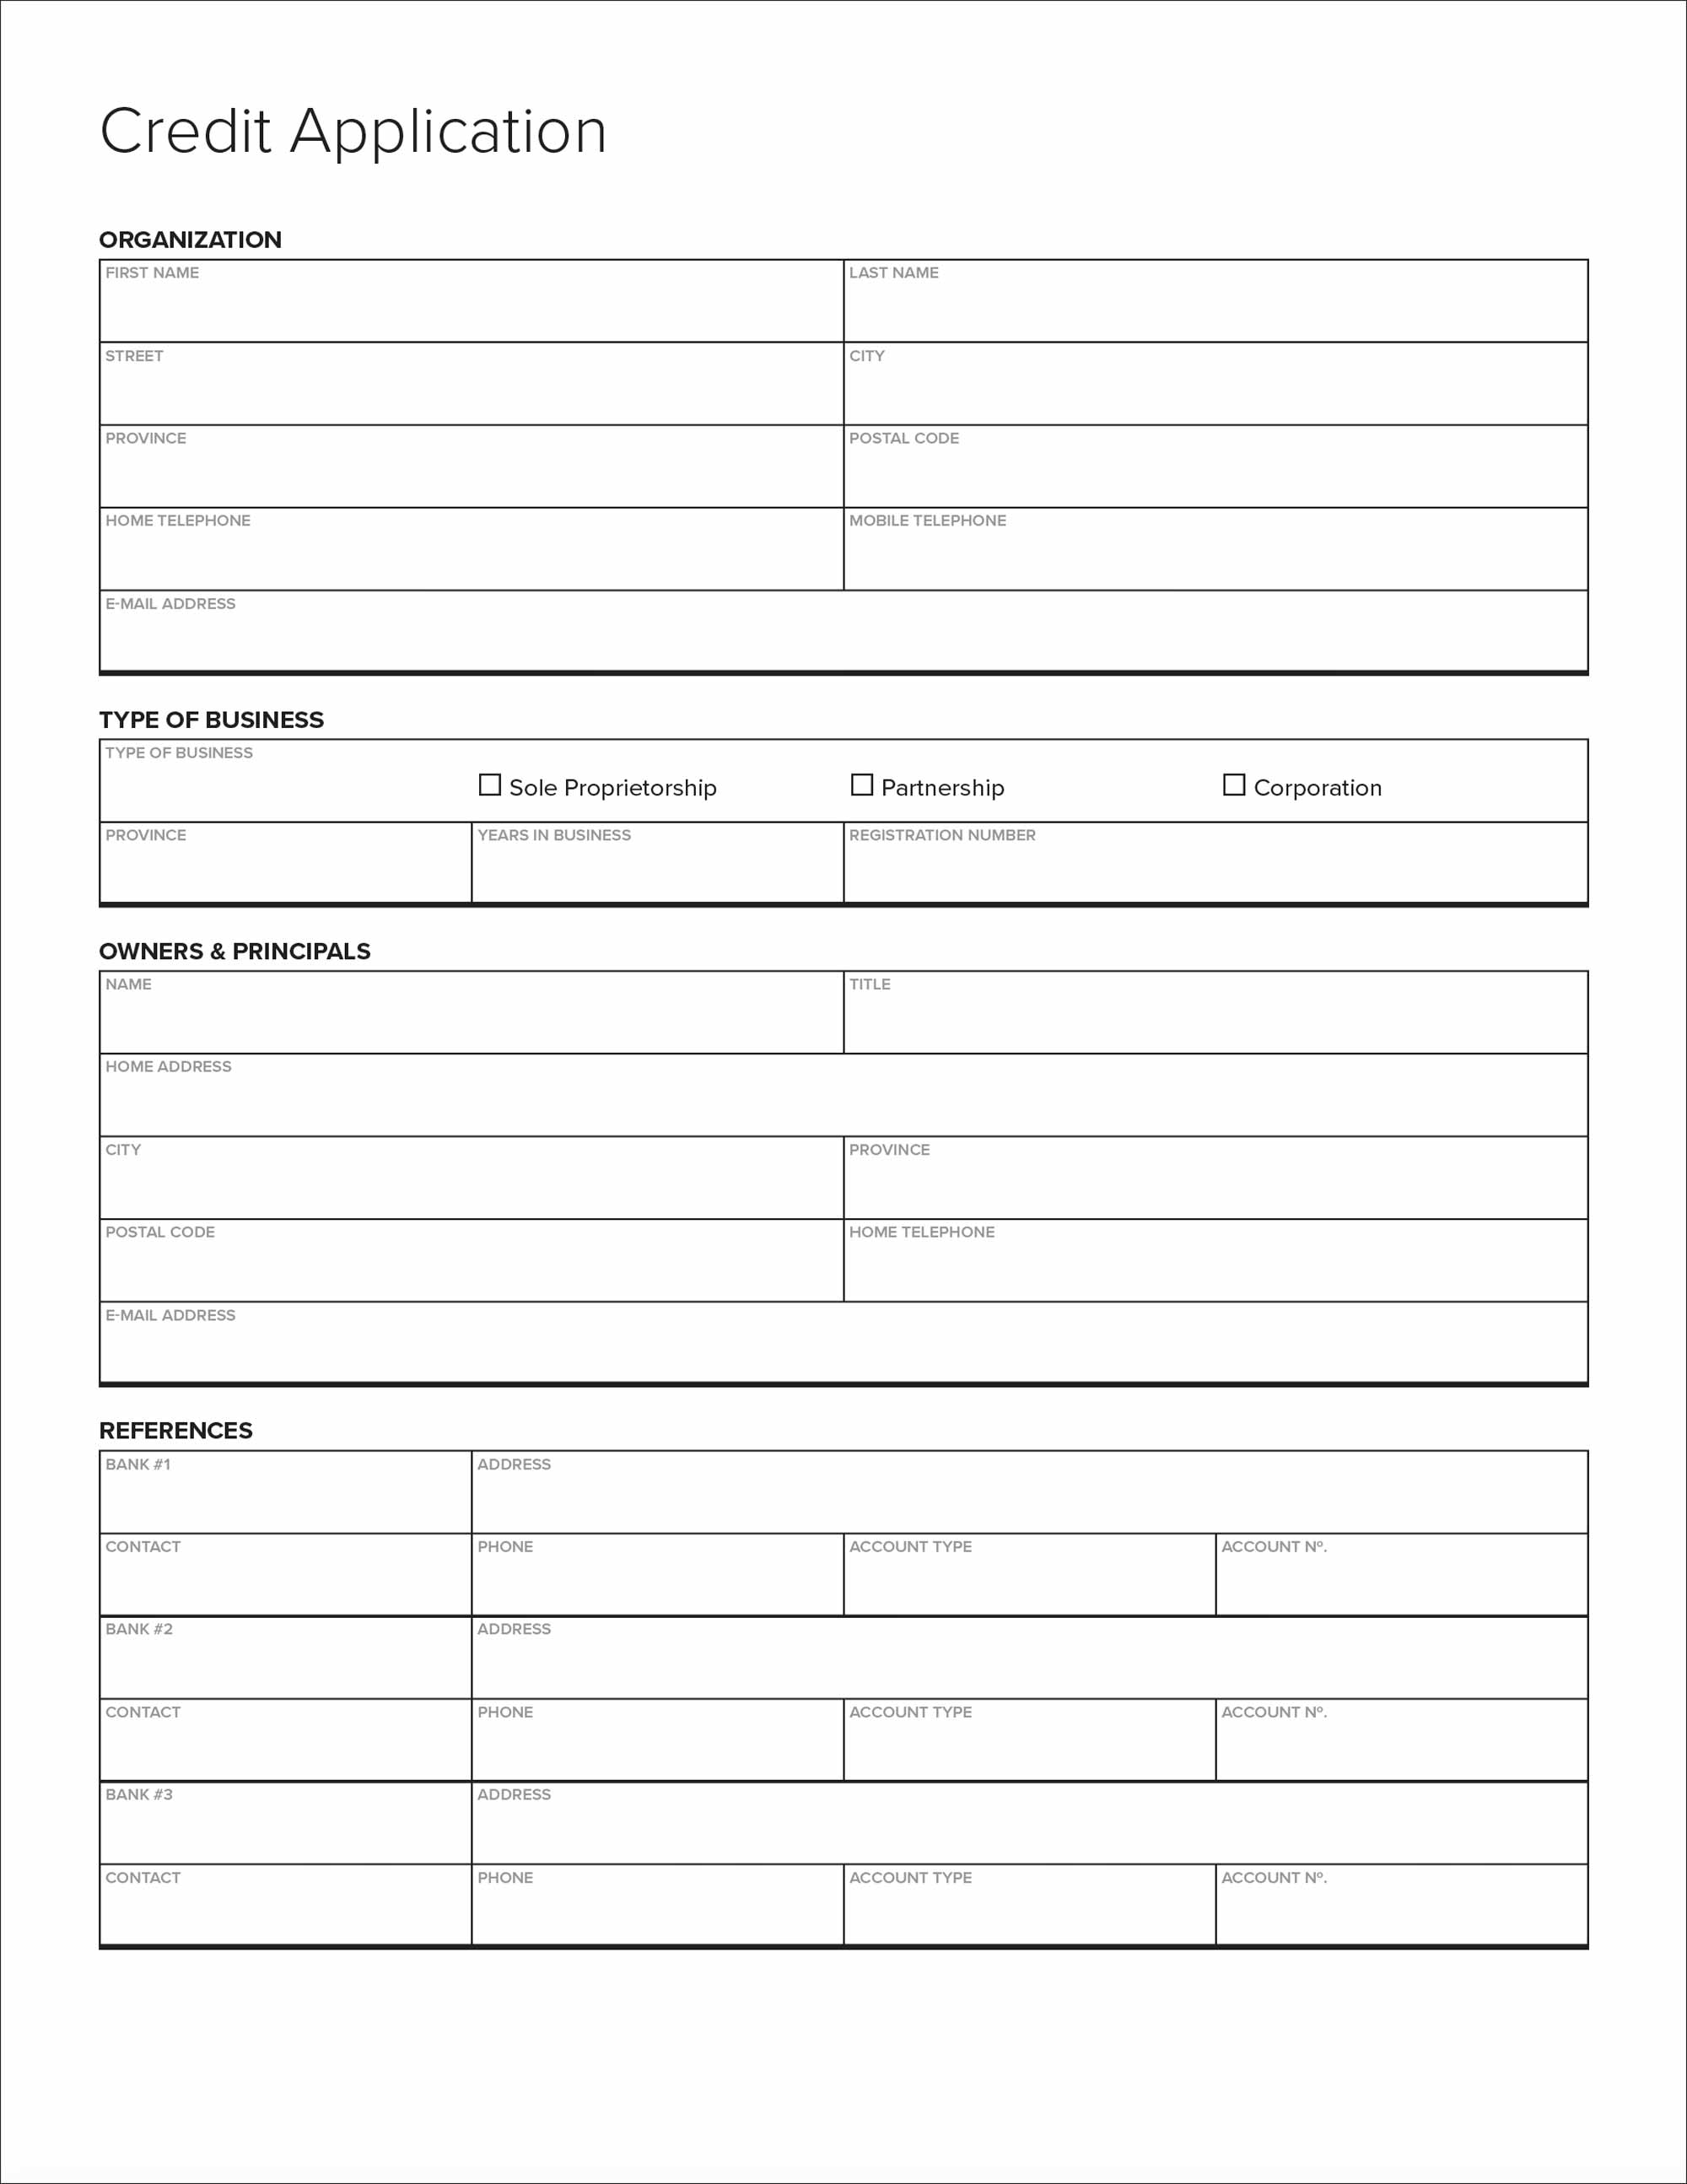 Credit Application
ORGANIZATION
FIRST NAME LAST NAME
STREET CITY
PROVINCE POSTAL CODE
HOME TELEPHONE MOBILE TELEPHONE
E-MAIL ADDRESS
TYPE OF BUSINESS
TYPE OF BUSINESS
Sole Proprietorship Partnership Corporation
PROVINCE YEARS IN BUSINESS REGISTRATION NUMBER
OWNERS & PRINCIPALS
NAME TITLE
HOME ADDRESS
CITY PROVINCE
POSTAL CODE HOME TELEPHONE
E-MAIL ADDRESS
REFERENCES
BANK #1 ADDRESS
CONTACT PHONE ACCOUNT TYPE ACCOUNT Nº.
BANK #2 ADDRESS
CONTACT PHONE ACCOUNT TYPE ACCOUNT Nº.
BANK #3 ADDRESS
CONTACT PHONE ACCOUNT TYPE ACCOUNT Nº.